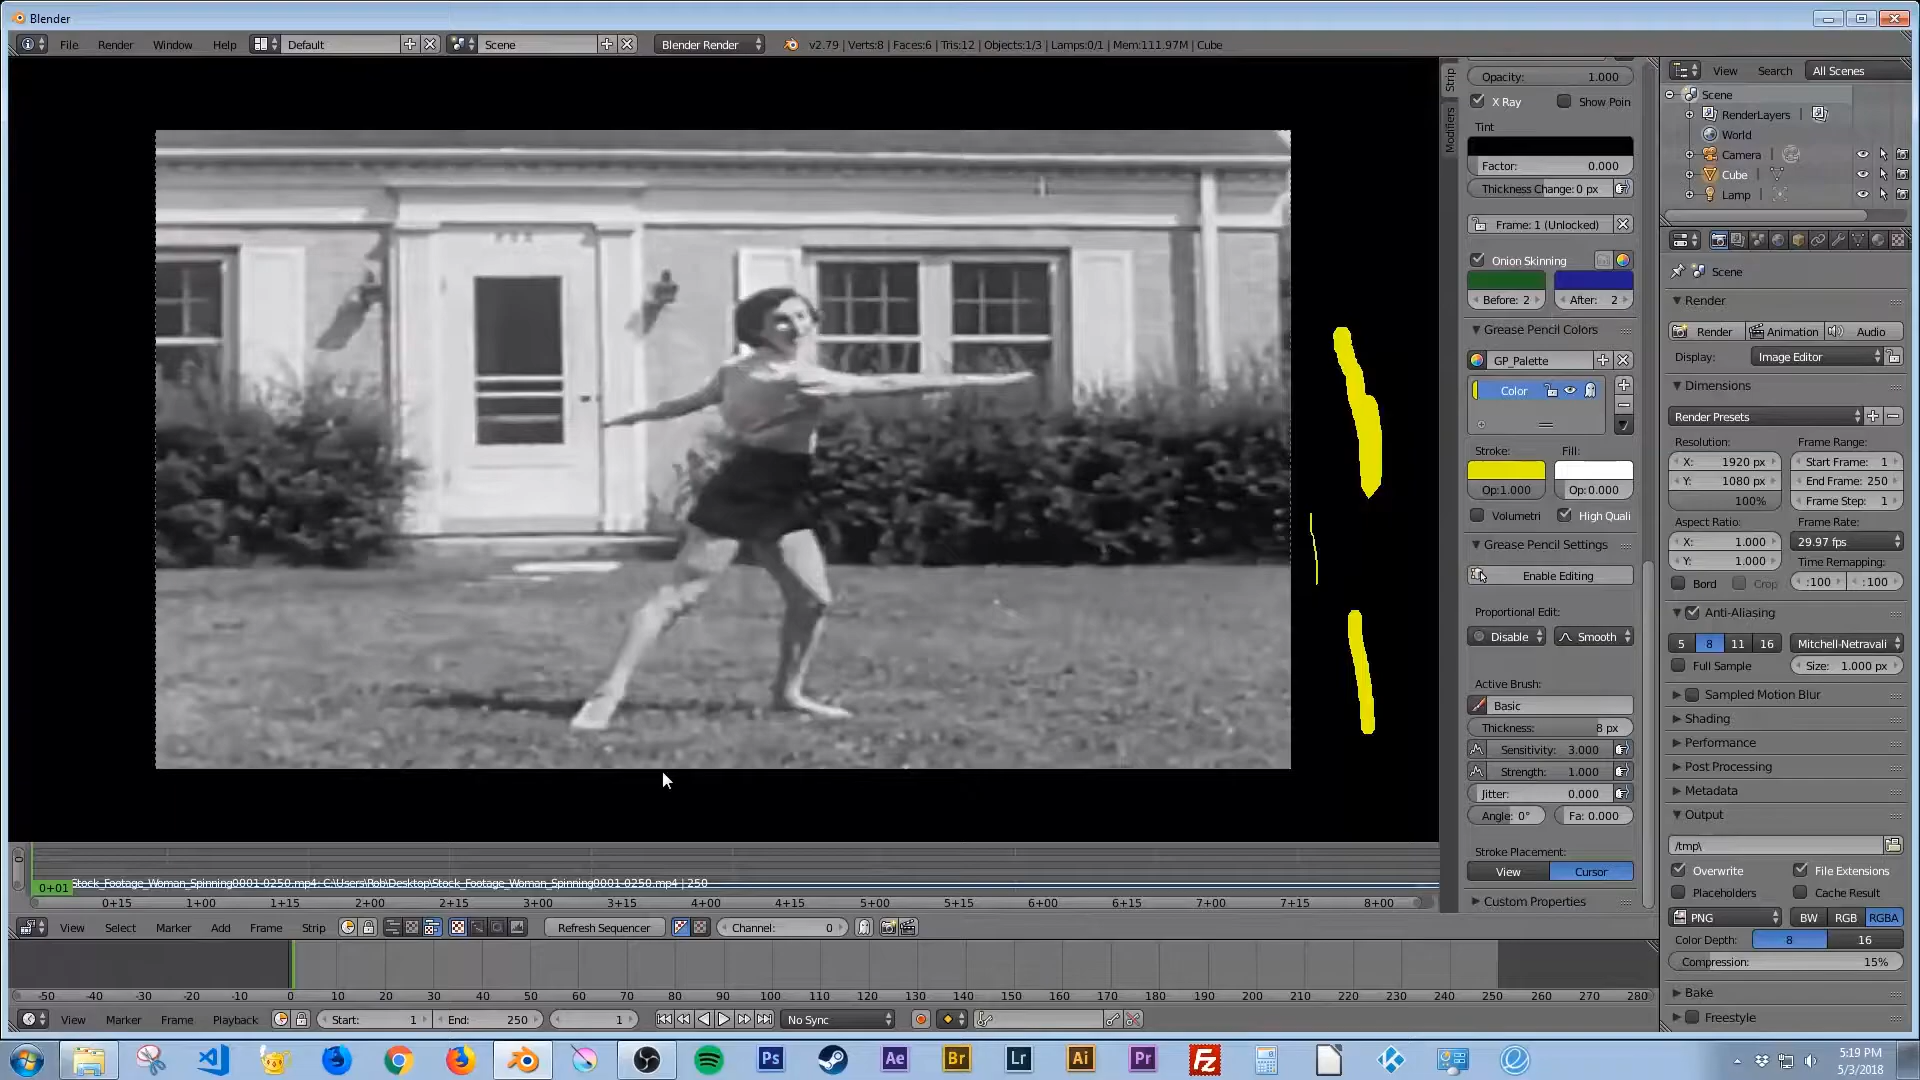 Blender
File Render Window Help Default Scene Blender Render v2.79 | Verts:8 | Faces:6 | Tris:12 | Objects:1/3 | Lamps:0/1 | Mem:111.97M | Cube
Strip
Modifiers
Opacity: 1.000
X Ray Show Poin
Tint
Factor: 0.000
Thickness Change: 0 px
Frame: 1 (Unlocked)
Onion Skinning
Before: 2 After: 2
Grease Pencil Colors
GP_Palette
Color
Stroke: Fill:
Op:1.000 Op:0.000
Volumetri High Quali
Grease Pencil Settings
Enable Editing
Proportional Edit:
Disable Smooth
Active Brush:
Basic
Thickness: 8 px
Sensitivity: 3.000
Strength: 1.000
Jitter: 0.000
Angle: 0° Fa: 0.000
Stroke Placement:
View Cursor
Custom Properties
View Search All Scenes
Scene
RenderLayers
World
Camera
Cube
Lamp
Scene
Render
Render Animation Audio
Display: Image Editor
Dimensions
Render Presets
Resolution: Frame Range:
X: 1920 px Start Frame: 1
Y: 1080 px End Frame: 250
100% Frame Step: 1
Aspect Ratio: Frame Rate:
X: 1.000 29.97 fps
Y: 1.000 Time Remapping:
Bord Crop :100 :100
Anti-Aliasing
5 8 11 16 Mitchell-Netravali
Full Sample Size: 1.000 px
Sampled Motion Blur
Shading
Performance
Post Processing
Metadata
Output
/tmp\
Overwrite File Extensions
Placeholders Cache Result
PNG BW RGB RGBA
Color Depth: 8 16
Compression: 15%
Bake
Freestyle
0+01 Stock_Footage_Woman_Spinning0001-0250.mp4: C:\Users\Rob\Desktop\Stock_Footage_Woman_Spinning0001-0250.mp4 | 250
0+15 1+00 1+15 2+00 2+15 3+00 3+15 4+00 4+15 5+00 5+15 6+00 6+15 7+00 7+15 8+00
View Select Marker Add Frame Strip Refresh Sequencer Channel: 0
-50 -40 -30 -20 -10 0 10 20 30 40 50 60 70 80 90 100 110 120 130 140 150 160 170 180 190 200 210 220 230 240 250 260 270 280
View Marker Frame Playback Start: 1 End: 250 1 No Sync
Ps Ae Br Lr Ai Pr Fz
5:19 PM
5/3/2018